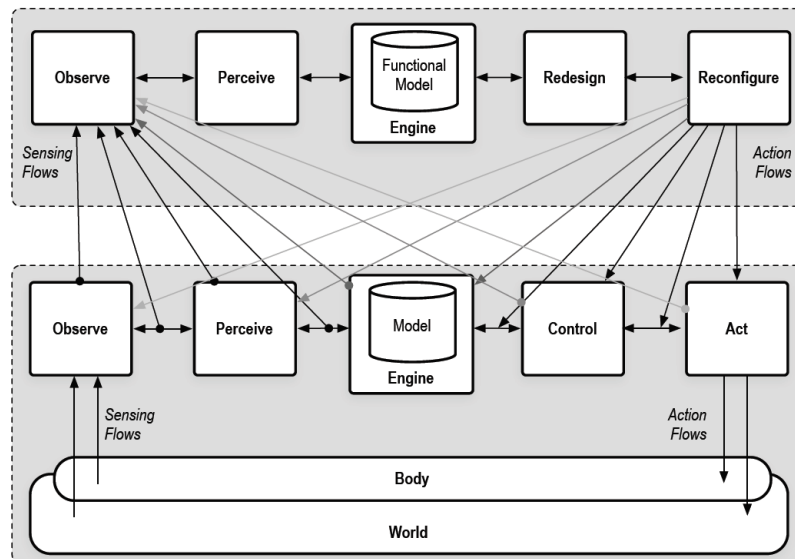 Observe
Perceive
Functional
Model
Engine
Redesign
Reconfigure
Sensing
Flows
Action
Flows
Observe
Perceive
Model
Engine
Control
Act
Sensing
Flows
Action
Flows
Body
World